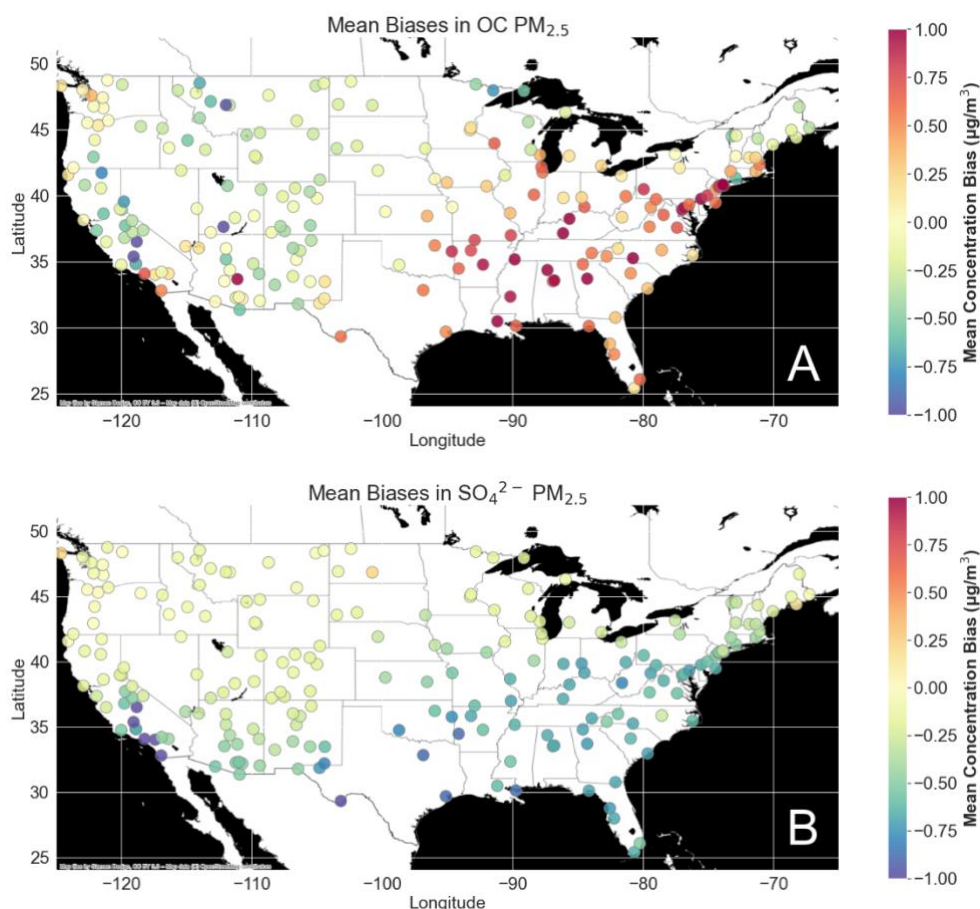 Mean Biases in OC PM₂.₅
50
45
40
35
30
25
Latitude
−120 −110 −100 −90 −80 −70
Longitude
A
1.00
0.75
0.50
0.25
0.00
−0.25
−0.50
−0.75
−1.00
Mean Concentration Bias (μg/m³)
Mean Biases in SO₄²⁻ PM₂.₅
50
45
40
35
30
25
Latitude
−120 −110 −100 −90 −80 −70
Longitude
B
1.00
0.75
0.50
0.25
0.00
−0.25
−0.50
−0.75
−1.00
Mean Concentration Bias (μg/m³)